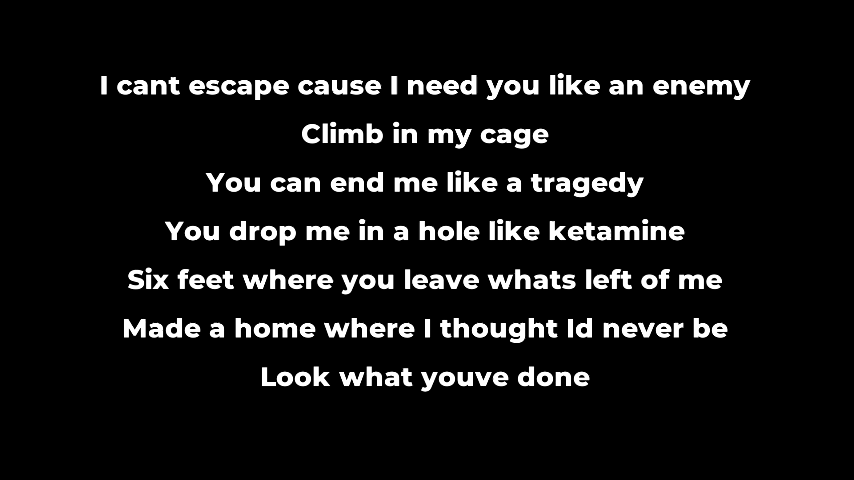 I cant escape cause I need you like an enemy
Climb in my cage
You can end me like a tragedy
You drop me in a hole like ketamine
Six feet where you leave whats left of me
Made a home where I thought Id never be
Look what youve done